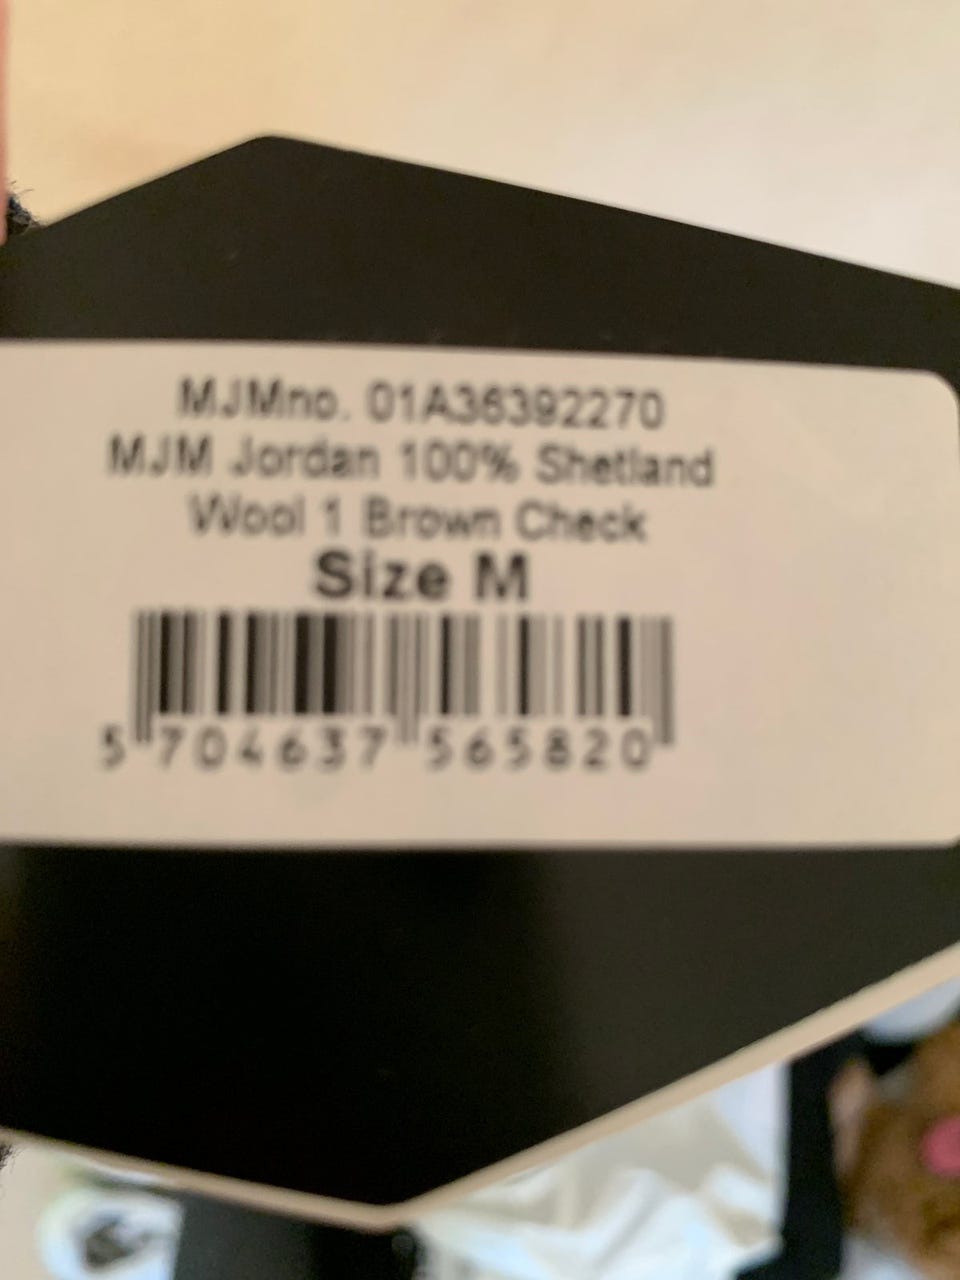 MJMno. 01A36392270
MJM Jordan 100% Shetland
Wool 1 Brown Check
Size M
5 704637 565820